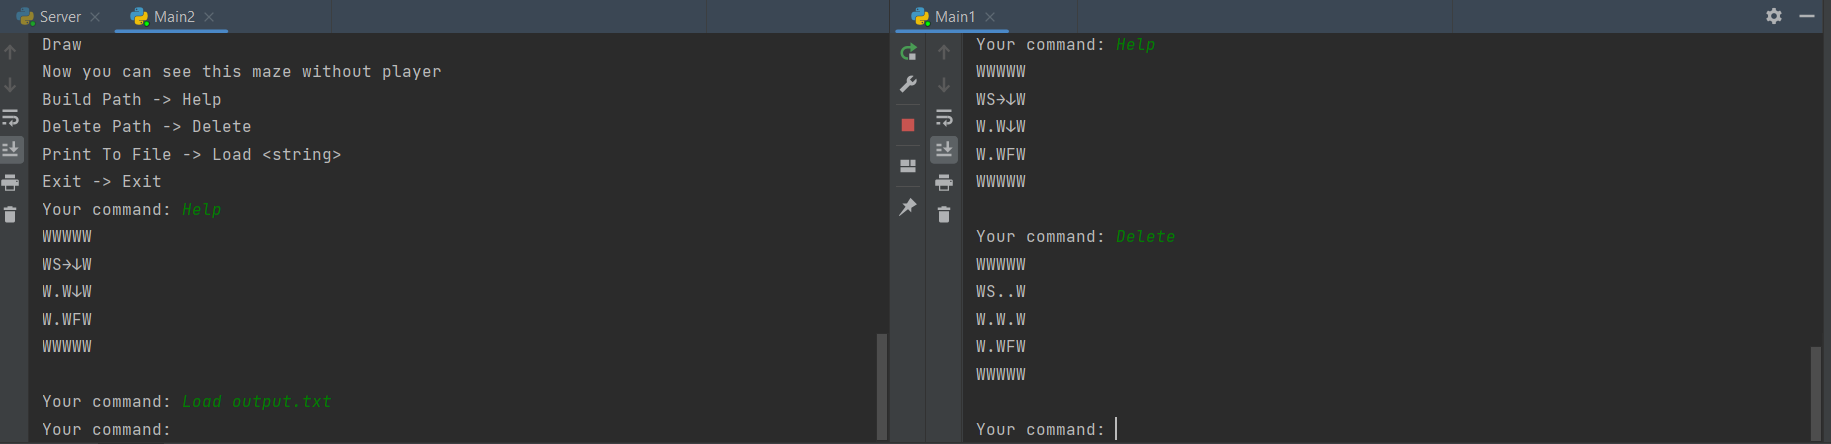 Server
Main2
Draw
Now you can see this maze without player
Build Path -> Help
Delete Path -> Delete
Print To File -> Load <string>
Exit -> Exit
Your command: Help
WWWWW
WS→↓W
W.W↓W
W.WFW
WWWWW
Your command: Load output.txt
Your command:
Main1
Your command: Help
WWWWW
WS→↓W
W.W↓W
W.WFW
WWWWW
Your command: Delete
WWWWW
WS..W
W.W.W
W.WFW
WWWWW
Your command: